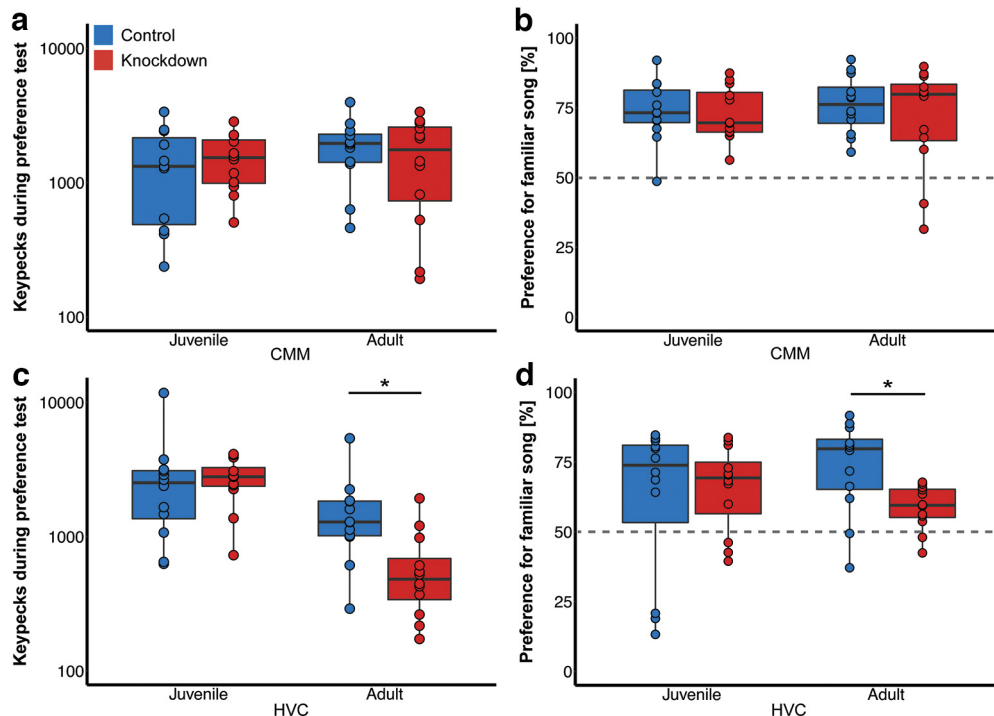 a
Control
Knockdown
Keypecks during preference test
10000
1000
100
Juvenile
Adult
CMM
b
Preference for familiar song [%]
100
75
50
25
0
Juvenile
Adult
CMM
c
Keypecks during preference test
10000
1000
100
*
Juvenile
Adult
HVC
d
Preference for familiar song [%]
100
75
50
25
0
*
Juvenile
Adult
HVC